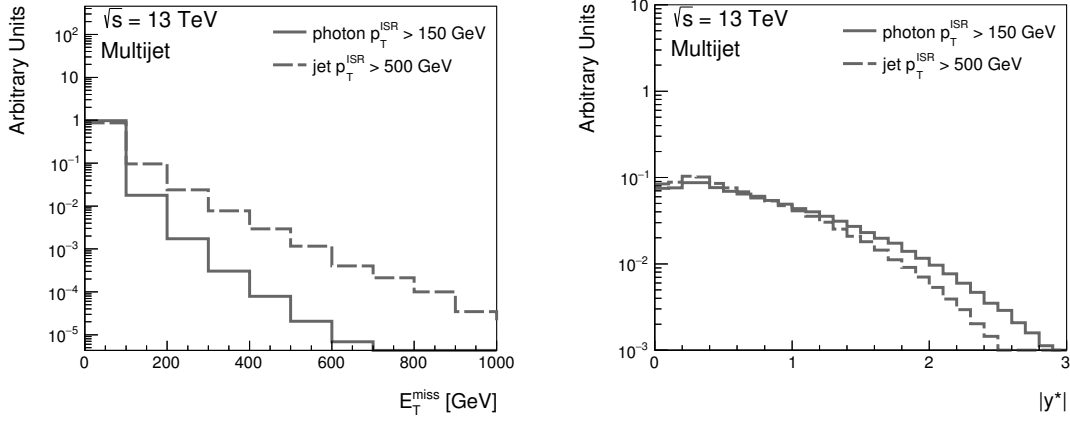 Arbitrary Units
√s = 13 TeV
Multijet
photon p_T^ISR > 150 GeV
jet p_T^ISR > 500 GeV
10²
10
1
10⁻¹
10⁻²
10⁻³
10⁻⁴
10⁻⁵
0 200 400 600 800 1000
E_T^miss [GeV]
Arbitrary Units
√s = 13 TeV
Multijet
photon p_T^ISR > 150 GeV
jet p_T^ISR > 500 GeV
10
1
10⁻¹
10⁻²
10⁻³
0 1 2 3
|y*|